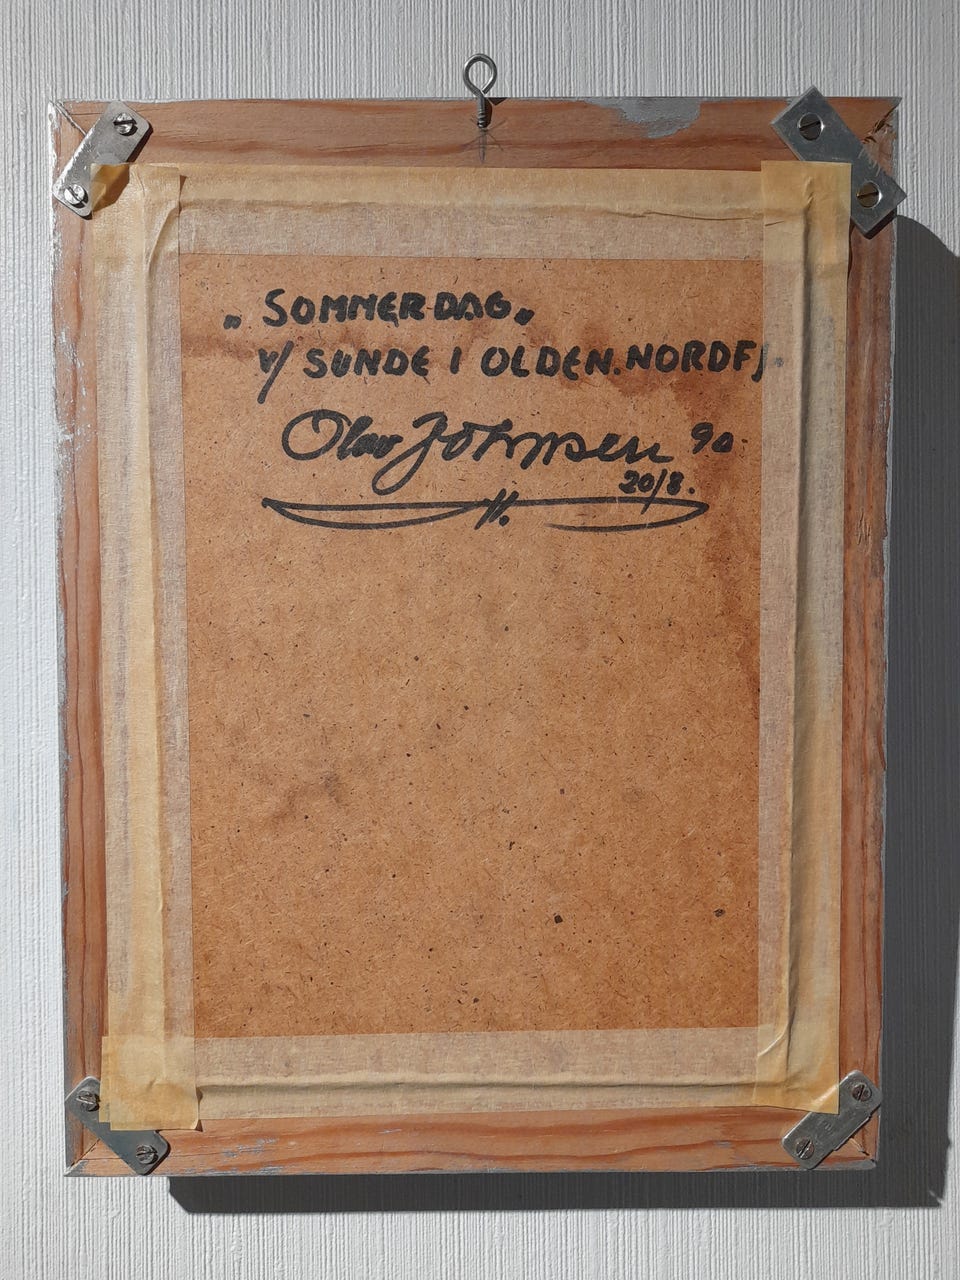 „SOMMERDAG„
V/ SUNDE I OLDEN. NORDFJ.
Olav Johnsen 90-
20/8.